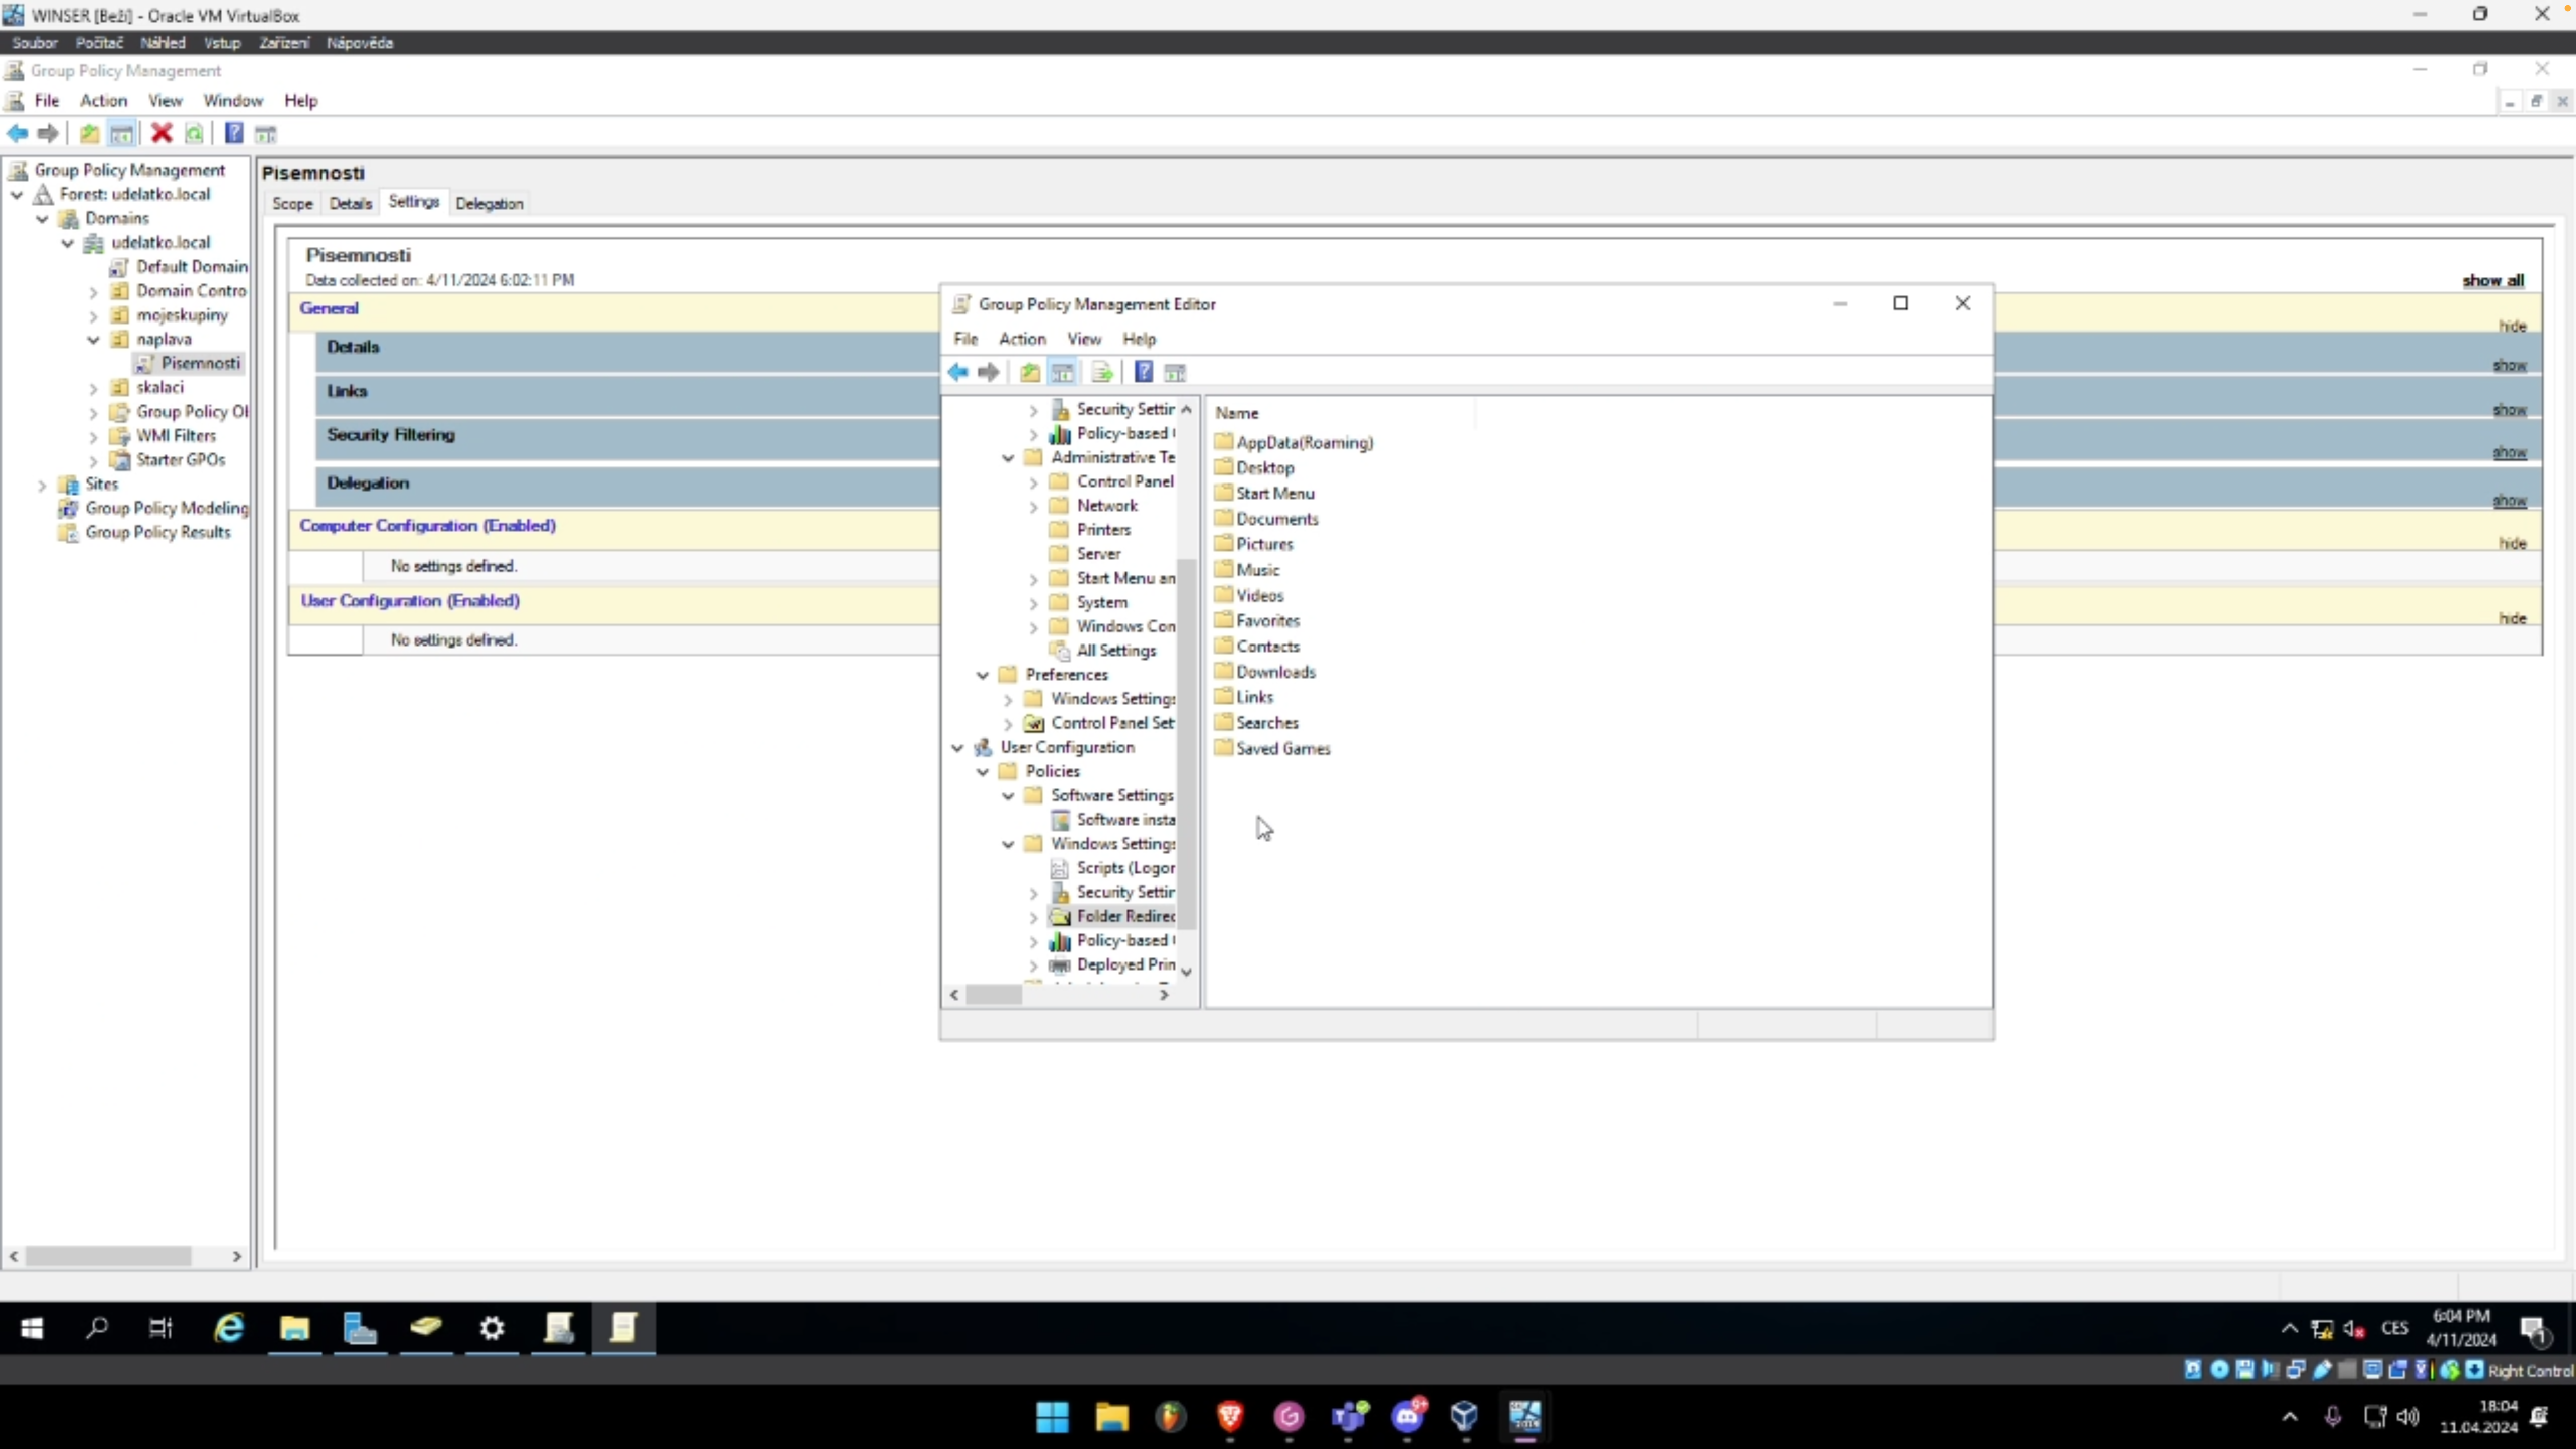 WINSER [Beží] - Oracle VM VirtualBox
Soubor Počítač Náhled Vstup Zařízení Nápověda
Group Policy Management
File Action View Window Help
Group Policy Management
Forest: udelatko.local
Domains
udelatko.local
Default Domain
Domain Contro
mojeskupiny
naplava
Pisemnosti
skalaci
Group Policy Ol
WMI Filters
Starter GPOs
Sites
Group Policy Modeling
Group Policy Results
Pisemnosti
Scope Details Settings Delegation
Pisemnosti
Data collected on: 4/11/2024 6:02:11 PM
show all
General
hide
Details
show
Links
show
Security Filtering
show
Delegation
show
Computer Configuration (Enabled)
hide
No settings defined.
User Configuration (Enabled)
hide
No settings defined.
Group Policy Management Editor
File Action View Help
Security Settin
Policy-based
Administrative Te
Control Panel
Network
Printers
Server
Start Menu an
System
Windows Con
All Settings
Preferences
Windows Settings
Control Panel Set
User Configuration
Policies
Software Settings
Software insta
Windows Settings
Scripts (Logon
Security Settin
Folder Redirec
Policy-based
Deployed Prin
Name
AppData(Roaming)
Desktop
Start Menu
Documents
Pictures
Music
Videos
Favorites
Contacts
Downloads
Links
Searches
Saved Games
CES
6:04 PM
4/11/2024
1
Right Control
9+
18:04
11.04.2024